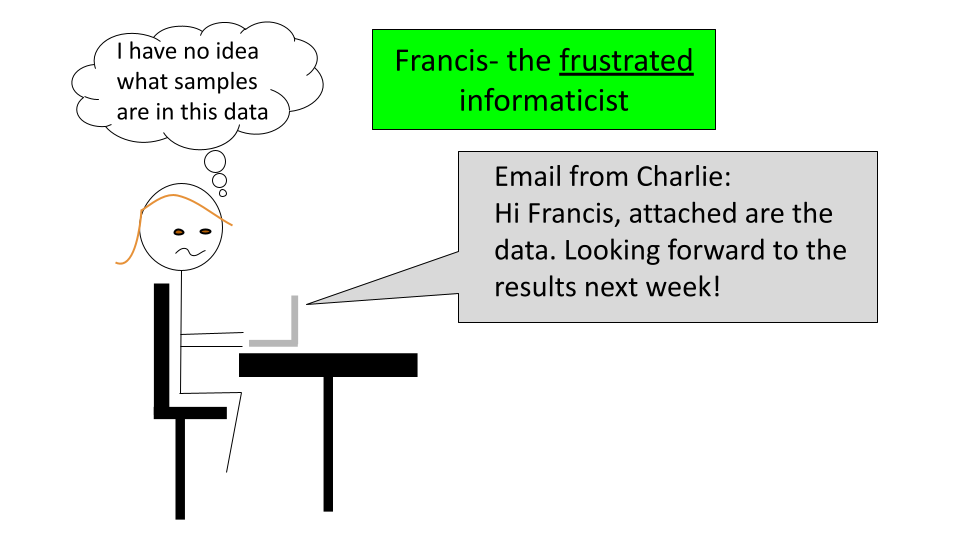 I have no idea
what samples
are in this data
Francis- the frustrated
informaticist
Email from Charlie:
Hi Francis, attached are the
data. Looking forward to the
results next week!